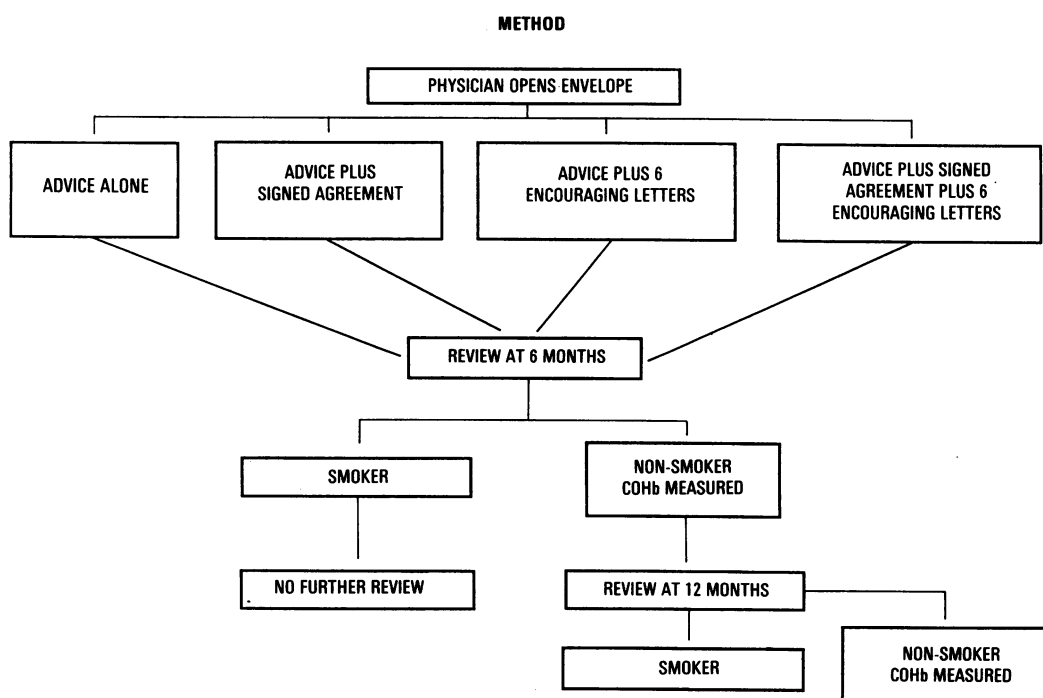 METHOD
PHYSICIAN OPENS ENVELOPE
ADVICE ALONE
ADVICE PLUS
SIGNED AGREEMENT
ADVICE PLUS 6
ENCOURAGING LETTERS
ADVICE PLUS SIGNED
AGREEMENT PLUS 6
ENCOURAGING LETTERS
REVIEW AT 6 MONTHS
SMOKER
NON-SMOKER
COHb MEASURED
NO FURTHER REVIEW
REVIEW AT 12 MONTHS
SMOKER
NON-SMOKER
COHb MEASURED